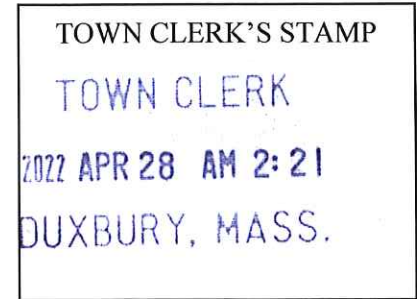 TOWN CLERK'S STAMP
TOWN CLERK
2022 APR 28 AM 2:21
DUXBURY, MASS.